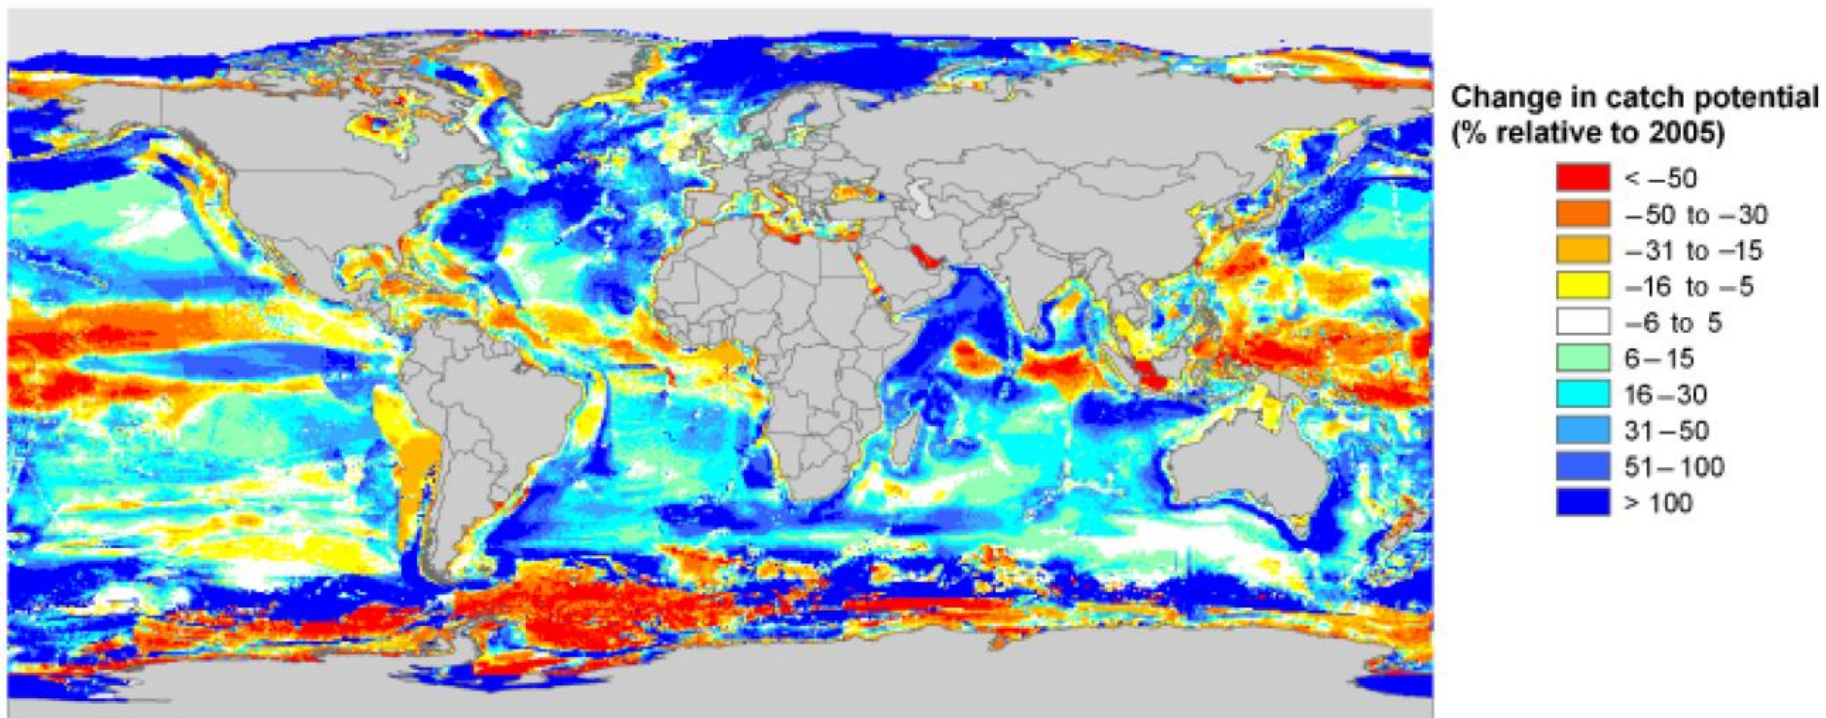 Change in catch potential
(% relative to 2005)
< –50
–50 to –30
–31 to –15
–16 to –5
–6 to 5
6–15
16–30
31–50
51–100
> 100